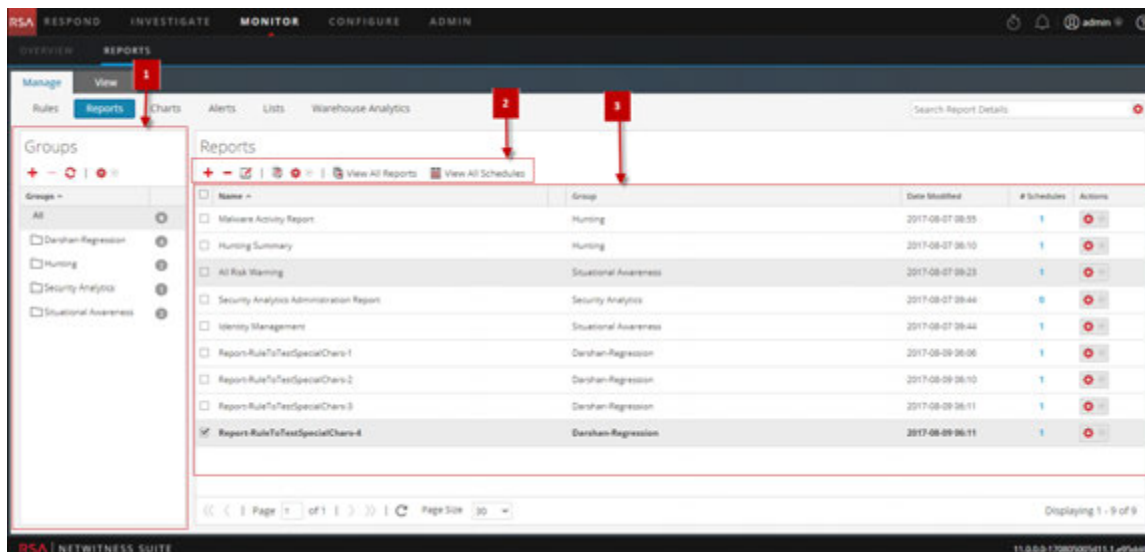 RSA RESPOND INVESTIGATE MONITOR CONFIGURE ADMIN admin
OVERVIEW REPORTS
Manage View 1
Rules Reports Charts Alerts Lists Warehouse Analytics 2 3 Search Report Details
Groups Reports
View All Reports View All Schedules
Groups Name Group Date Modified # Schedules Actions
All Malware Activity Report Hunting 2017-08-07 08:55 1
Darshan-Regression Hunting Summary Hunting 2017-08-07 06:10 1
Hunting All Risk Warning Situational Awareness 2017-08-07 09:23 1
Security Analytics Security Analytics Administration Report Security Analytics 2017-08-07 09:44
Situational Awareness Identity Management Situational Awareness 2017-08-07 09:44 1
Report-RuleToTestSpecialChars-1 Darshan-Regression 2017-08-09 06:06 1
Report-RuleToTestSpecialChars-2 Darshan-Regression 2017-08-09 06:10 1
Report-RuleToTestSpecialChars-3 Darshan-Regression 2017-08-09 06:11 1
Report-RuleToTestSpecialChars-4 Darshan-Regression 2017-08-09 06:11 1
Page 1 of 1 Page Size 30 Displaying 1 - 9 of 9
RSA NETWITNESS SUITE